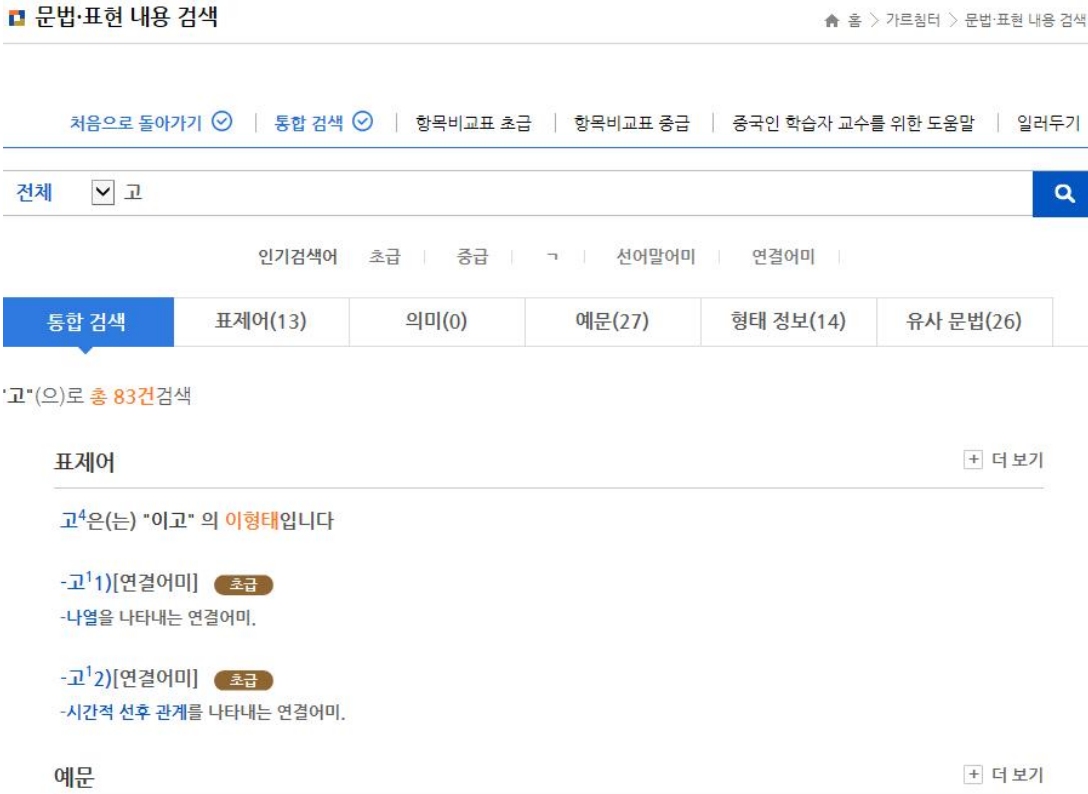 문법·표현 내용 검색
홈 > 가르침터 > 문법·표현 내용 검색
처음으로 돌아가기 | 통합 검색 | 항목비교표 초급 | 항목비교표 중급 | 중국인 학습자 교수를 위한 도움말 | 일러두기
전체 고
인기검색어 초급 | 중급 | ㄱ | 선어말어미 | 연결어미 |
통합 검색 표제어(13) 의미(0) 예문(27) 형태 정보(14) 유사 문법(26)
"고"(으)로 총 83건검색
표제어 + 더 보기
고⁴은(는) "이고" 의 이형태입니다
-고¹1)[연결어미] 초급
-나열을 나타내는 연결어미.
-고¹2)[연결어미] 초급
-시간적 선후 관계를 나타내는 연결어미.
예문 + 더 보기